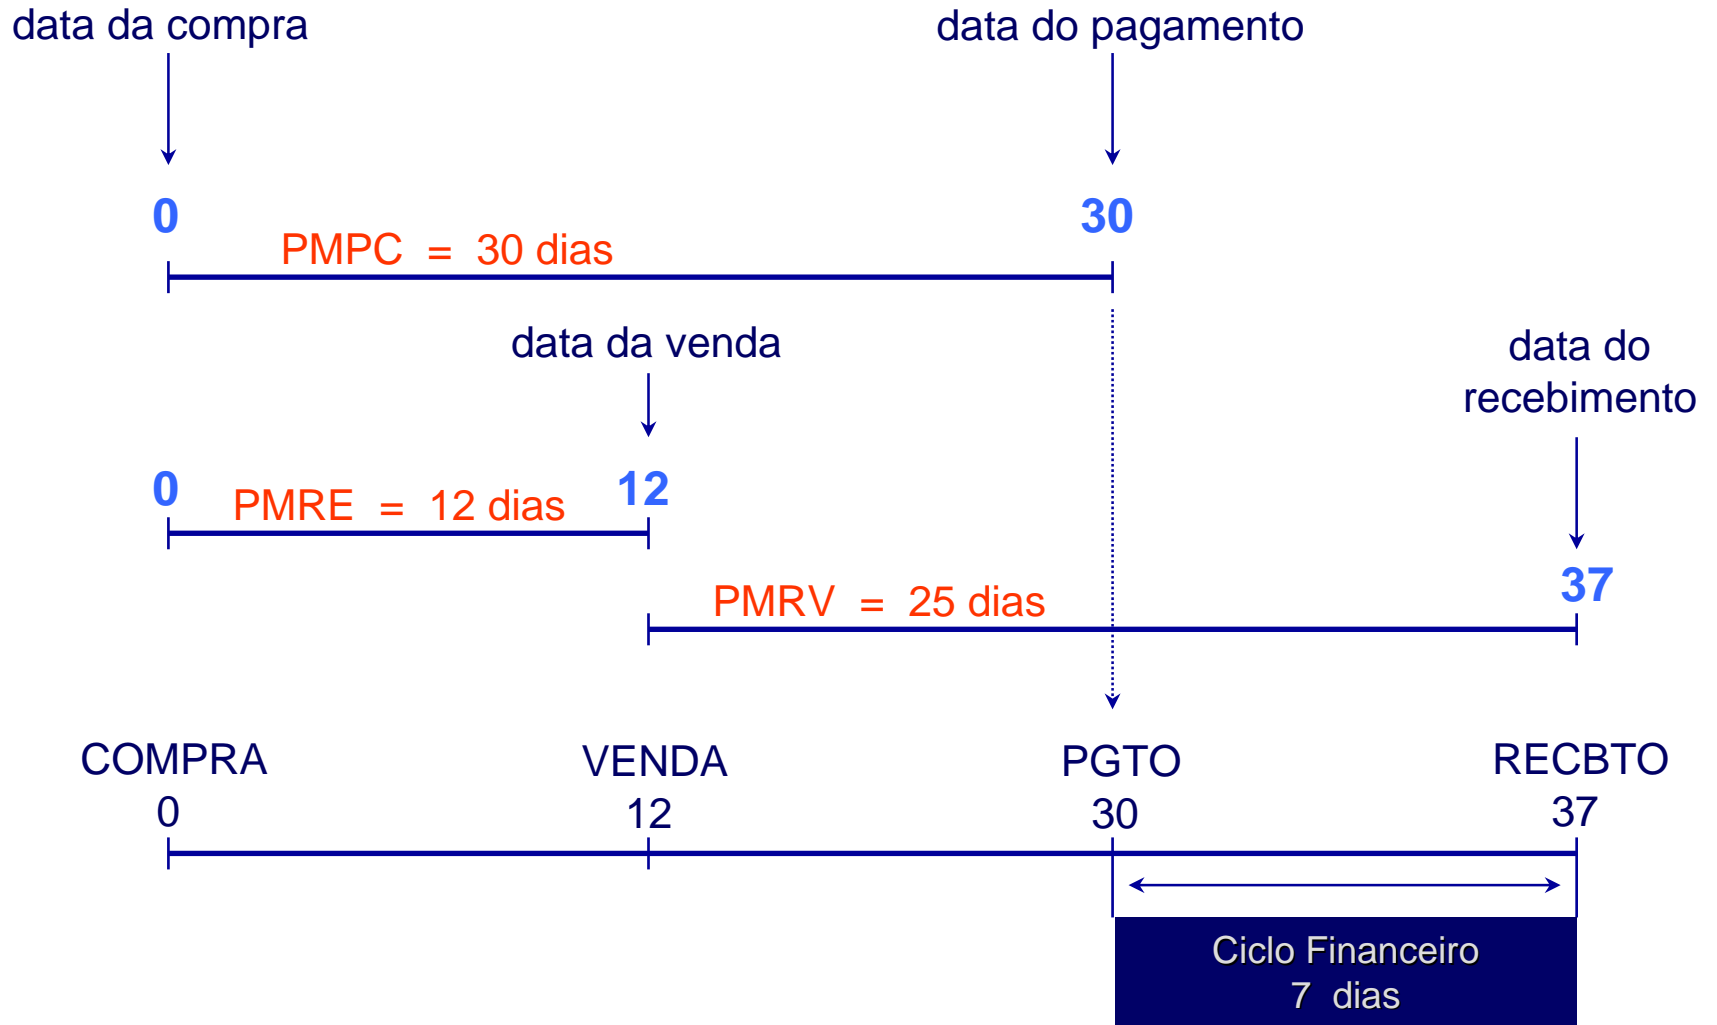 data da compra
data do pagamento
0
30
PMPC = 30 dias
data da venda
data do
recebimento
0
12
PMRE = 12 dias
37
PMRV = 25 dias
COMPRA
VENDA
PGTO
RECBTO
0
12
30
37
Ciclo Financeiro
7 dias